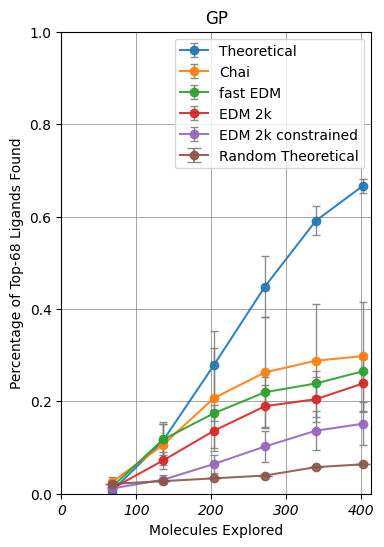 GP
Theoretical
Chai
fast EDM
EDM 2k
EDM 2k constrained
Random Theoretical
Percentage of Top-68 Ligands Found
1.0
0.8
0.6
0.4
0.2
0.0
0 100 200 300 400
Molecules Explored